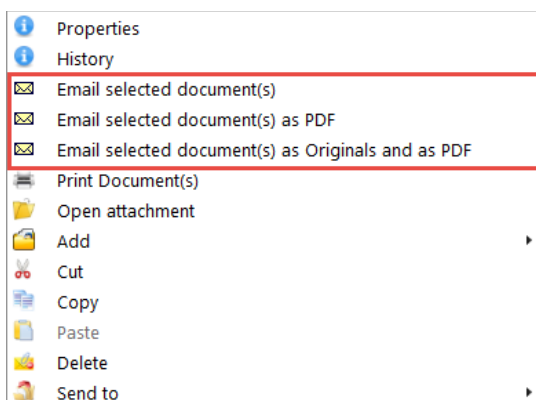 Properties
History
Email selected document(s)
Email selected document(s) as PDF
Email selected document(s) as Originals and as PDF
Print Document(s)
Open attachment
Add
Cut
Copy
Paste
Delete
Send to